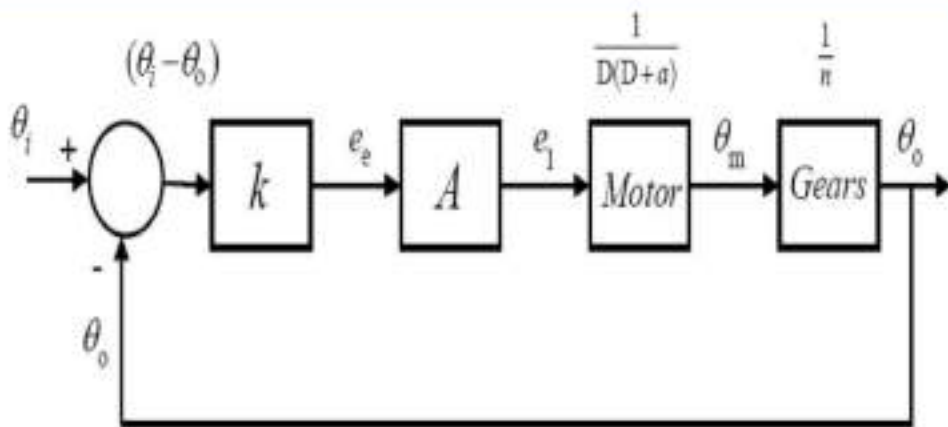 (θᵢ − θₒ)
1/D(D+a)
1/n
θᵢ
+
k
eₑ
A
e₁
Motor
θₘ
Gears
θₒ
-
θₒ